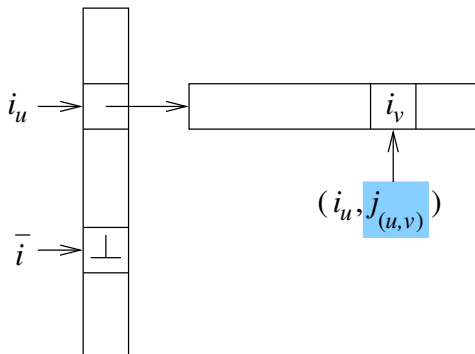 i_u
i_v
(i_u, j_(u,v))
i̅
⊥